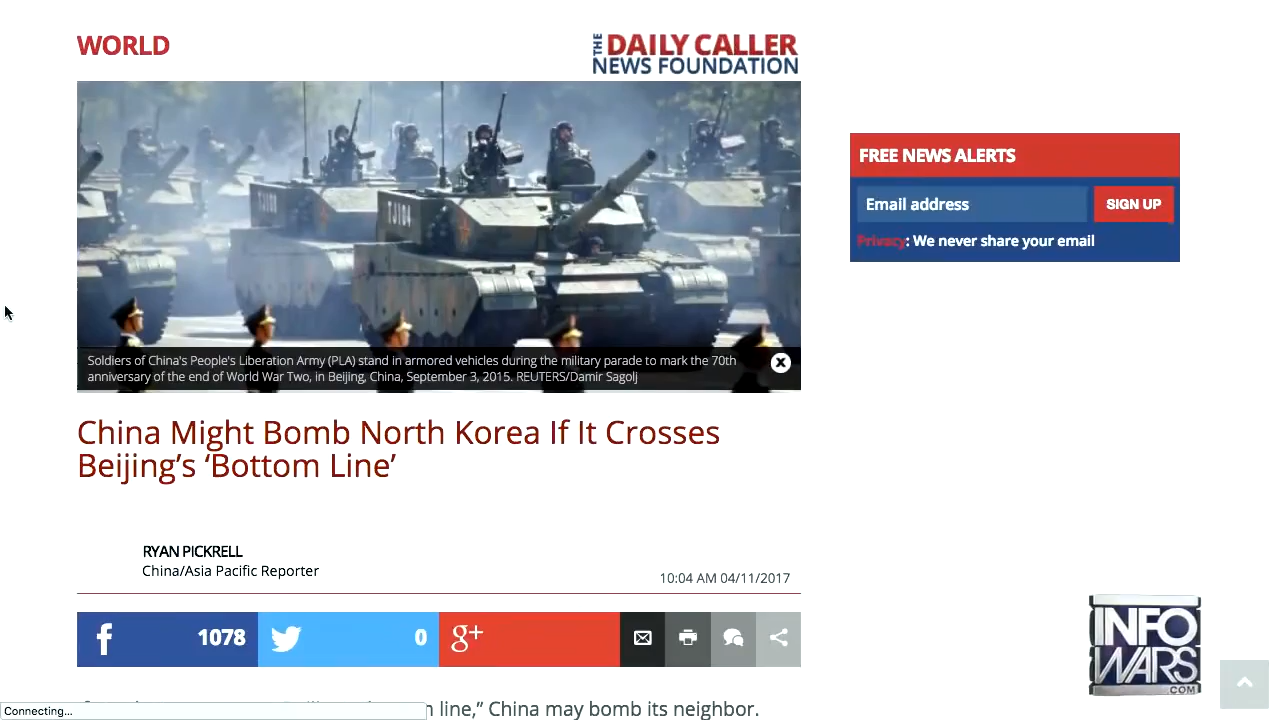 WORLD
THE DAILY CALLER
NEWS FOUNDATION
FREE NEWS ALERTS
Email address
SIGN UP
Privacy: We never share your email
Soldiers of China's People's Liberation Army (PLA) stand in armored vehicles during the military parade to mark the 70th
anniversary of the end of World War Two, in Beijing, China, September 3, 2015. REUTERS/Damir Sagolj
China Might Bomb North Korea If It Crosses
Beijing’s ‘Bottom Line’
RYAN PICKRELL
China/Asia Pacific Reporter
10:04 AM 04/11/2017
f 1078
0
g+
INFO
WARS
.COM
line,” China may bomb its neighbor.
Connecting...